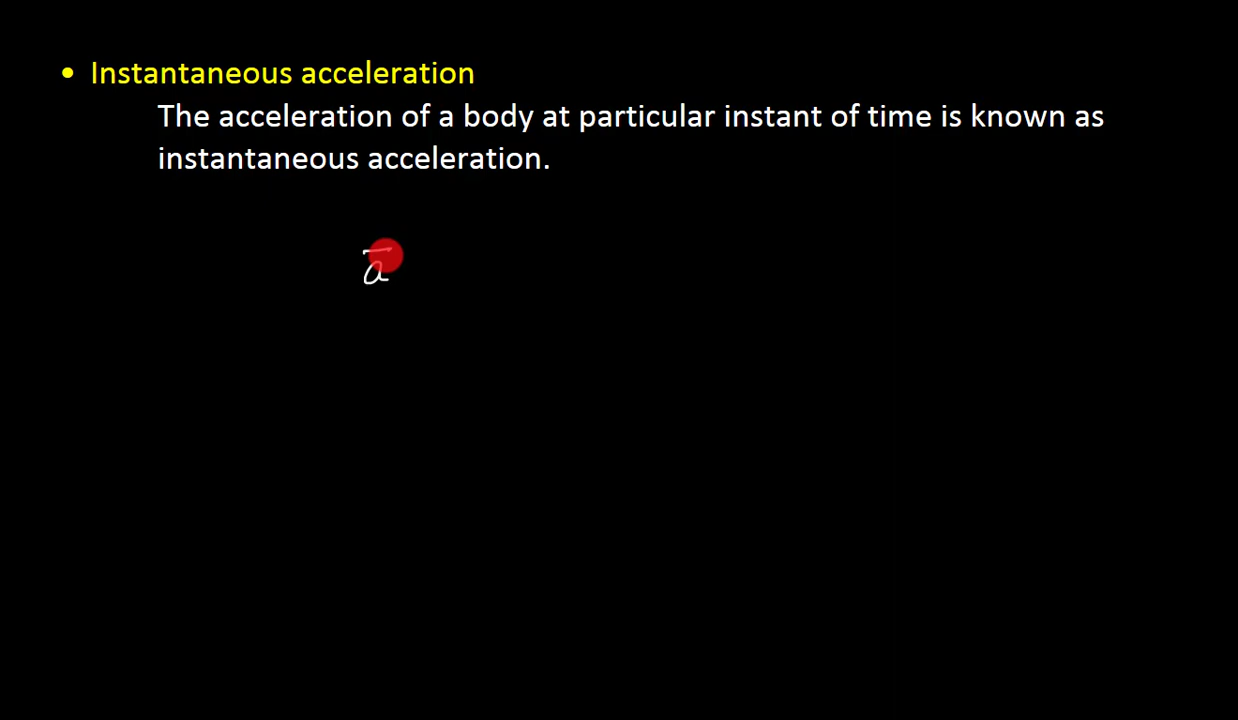 • Instantaneous acceleration
The acceleration of a body at particular instant of time is known as
instantaneous acceleration.
a̅